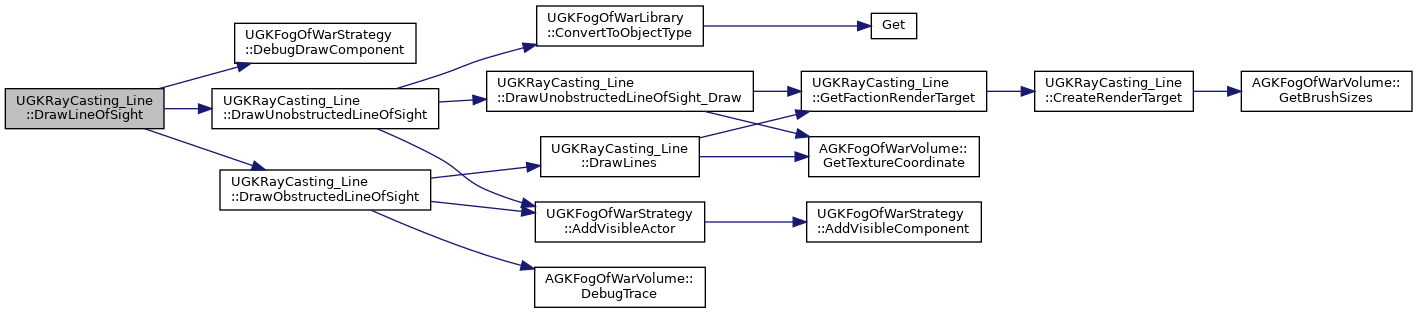 UGKRayCasting_Line
::DrawLineOfSight
UGKFogOfWarStrategy
::DebugDrawComponent
UGKRayCasting_Line
::DrawUnobstructedLineOfSight
UGKRayCasting_Line
::DrawObstructedLineOfSight
UGKFogOfWarLibrary
::ConvertToObjectType
UGKRayCasting_Line
::DrawUnobstructedLineOfSight_Draw
UGKRayCasting_Line
::DrawLines
UGKFogOfWarStrategy
::AddVisibleActor
AGKFogOfWarVolume::
DebugTrace
Get
UGKRayCasting_Line
::GetFactionRenderTarget
AGKFogOfWarVolume::
GetTextureCoordinate
UGKFogOfWarStrategy
::AddVisibleComponent
UGKRayCasting_Line
::CreateRenderTarget
AGKFogOfWarVolume::
GetBrushSizes